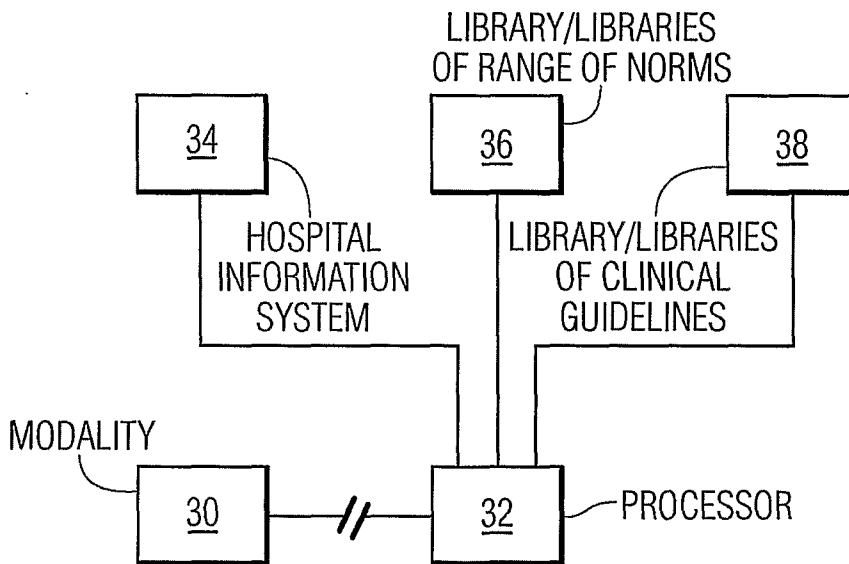 LIBRARY/LIBRARIES
OF RANGE OF NORMS
34
36
38
HOSPITAL
INFORMATION
SYSTEM
LIBRARY/LIBRARIES
OF CLINICAL
GUIDELINES
MODALITY
30
32
PROCESSOR